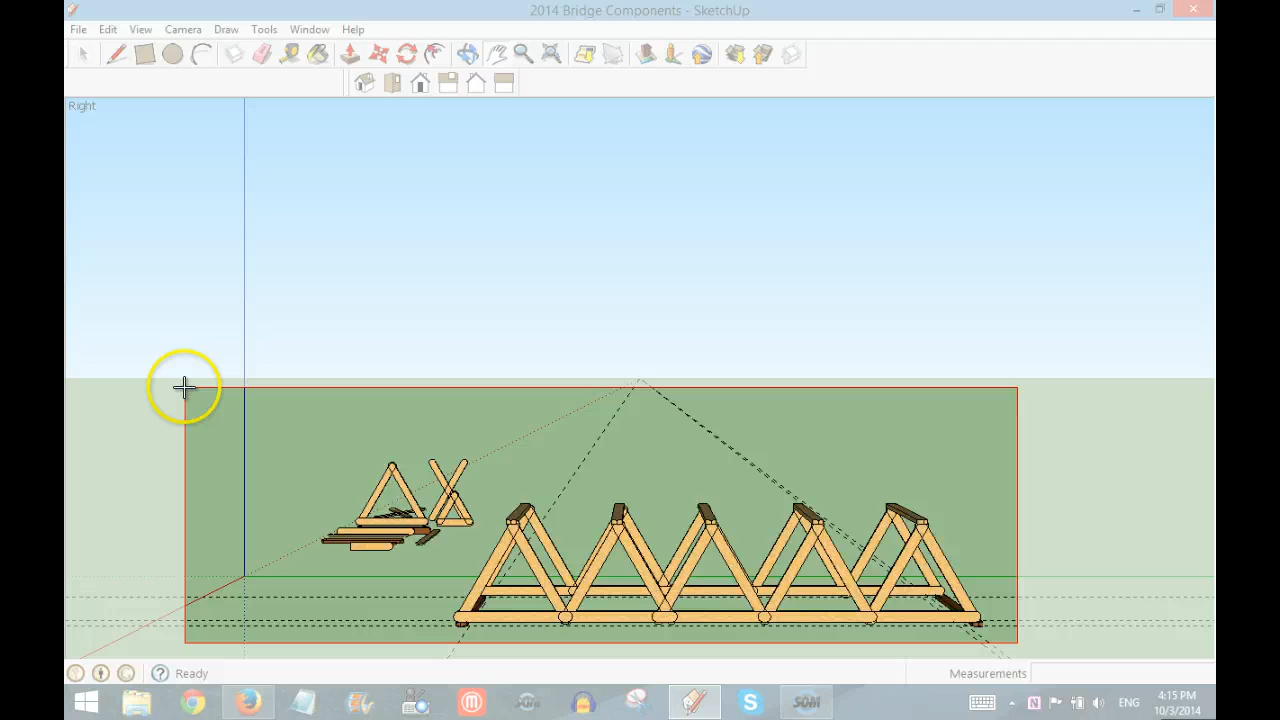 2014 Bridge Components - SketchUp
File Edit View Camera Draw Tools Window Help
Right
Ready
Measurements
SOM
N
ENG
4:15 PM
10/3/2014